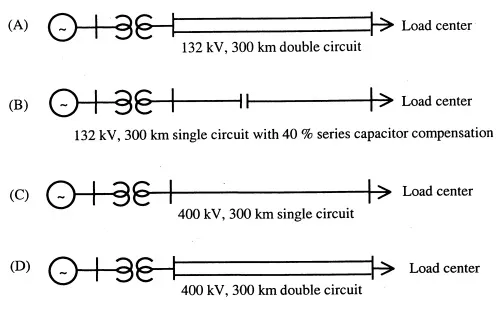 (A) ~ Load center
132 kV, 300 km double circuit
(B) ~ Load center
132 kV, 300 km single circuit with 40 % series capacitor compensation
(C) ~ Load center
400 kV, 300 km single circuit
(D) ~ Load center
400 kV, 300 km double circuit